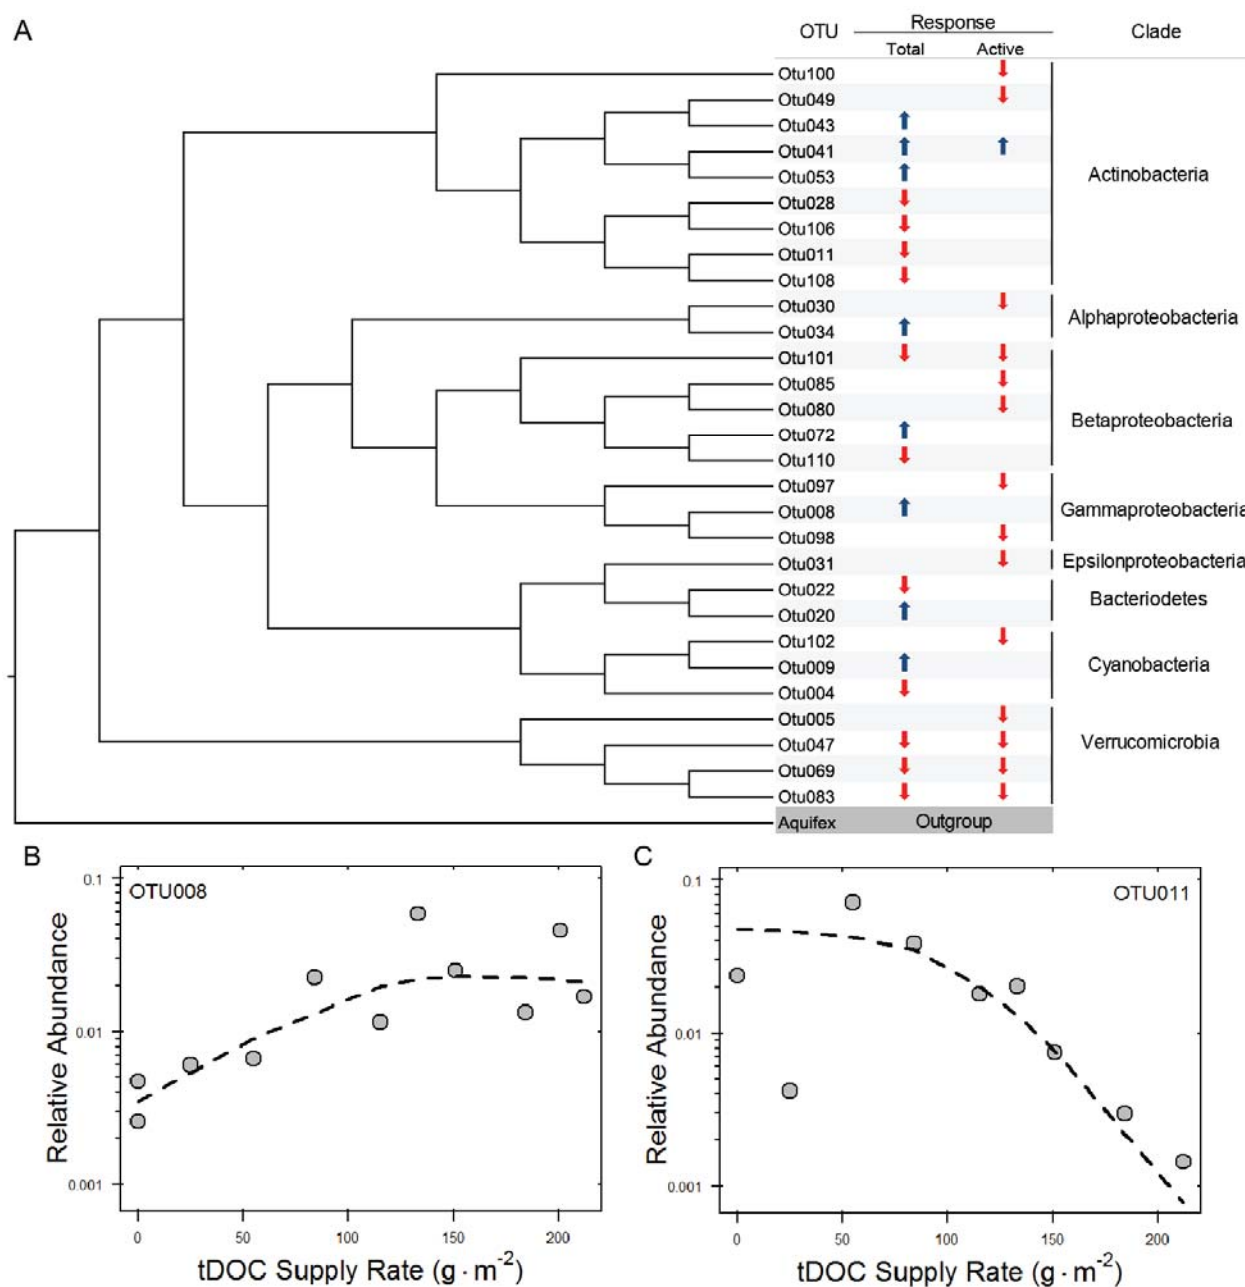 A
OTU Response Clade
Total Active
Otu100
Otu049
Otu043
Otu041
Otu053
Actinobacteria
Otu028
Otu106
Otu011
Otu108
Otu030
Alphaproteobacteria
Otu034
Otu101
Otu085
Otu080
Betaproteobacteria
Otu072
Otu110
Otu097
Otu008
Gammaproteobacteria
Otu098
Otu031 Epsilonproteobacteria
Otu022
Bacteriodetes
Otu020
Otu102
Otu009
Cyanobacteria
Otu004
Otu005
Otu047
Verrucomicrobia
Otu069
Otu083
Aquifex Outgroup
B
OTU008
Relative Abundance
0.1
0.01
0.001
0 50 100 150 200
tDOC Supply Rate (g · m-2)
C
OTU011
Relative Abundance
0.1
0.01
0.001
0 50 100 150 200
tDOC Supply Rate (g · m-2)